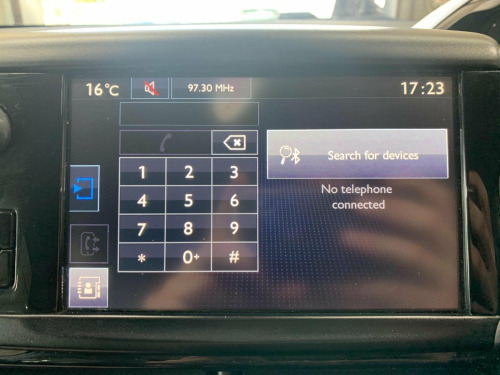 16°C 97.30 MHz 17:23
Search for devices
No telephone
connected
1 2 3
4 5 6
7 8 9
* 0+ #